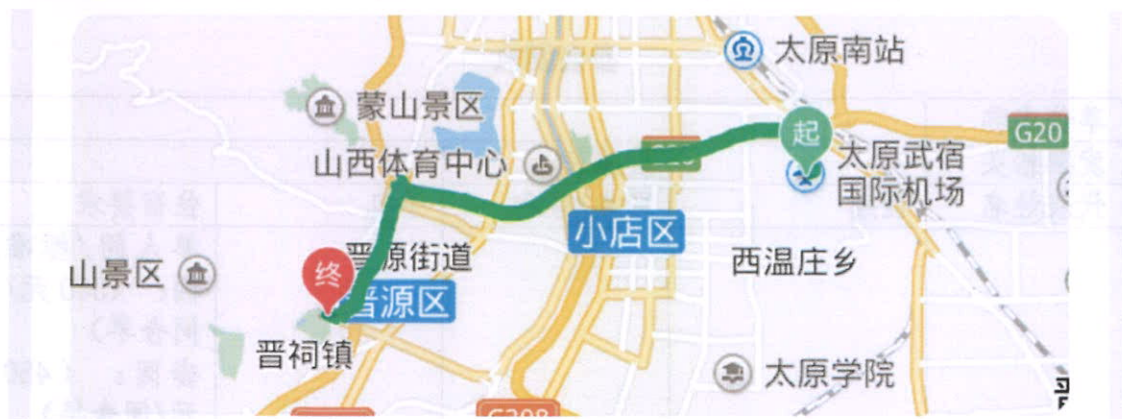 太原南站
蒙山景区
起
G20
山西体育中心
太原武宿
国际机场
小店区
晋源街道
西温庄乡
山景区
终
晋源区
晋祠镇
太原学院
G208